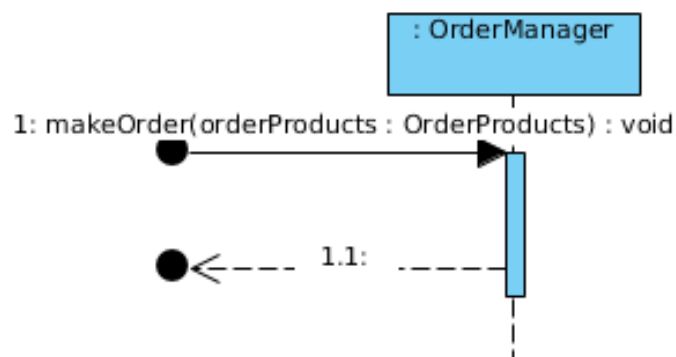 : OrderManager
1: makeOrder(orderProducts : OrderProducts) : void
1.1: